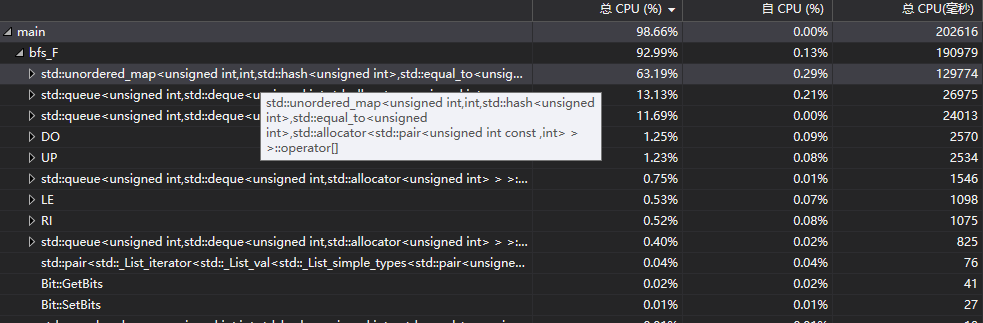 总 CPU (%) 自 CPU (%) 总 CPU(毫秒)
main 98.66% 0.00% 202616
bfs_F 92.99% 0.13% 190979
std::unordered_map<unsigned int,int,std::hash<unsigned int>,std::equal_to<unsig... 63.19% 0.29% 129774
std::queue<unsigned int,std::deque<unsigned int,std::allocator<unsigned int> > >:... 13.13% 0.21% 26975
std::queue<unsigned 11.69% 0.00% 24013
std::unordered_map<unsigned int,int,std::hash<unsigned
int>,std::equal_to<unsigned
int>,std::allocator<std::pair<unsigned int const ,int> >
>::operator[]
DO 1.25% 0.09% 2570
UP 1.23% 0.08% 2534
std::queue<unsigned int,std::deque<unsigned int,std::allocator<unsigned int> > >:... 0.75% 0.01% 1546
LE 0.53% 0.07% 1098
RI 0.52% 0.08% 1075
std::queue<unsigned int,std::deque<unsigned int,std::allocator<unsigned int> > >:... 0.40% 0.02% 825
std::pair<std::_List_iterator<std::_List_val<std::_List_simple_types<std::pair<unsigne... 0.04% 0.04% 76
Bit::GetBits 0.02% 0.02% 41
Bit::SetBits 0.01% 0.01% 27